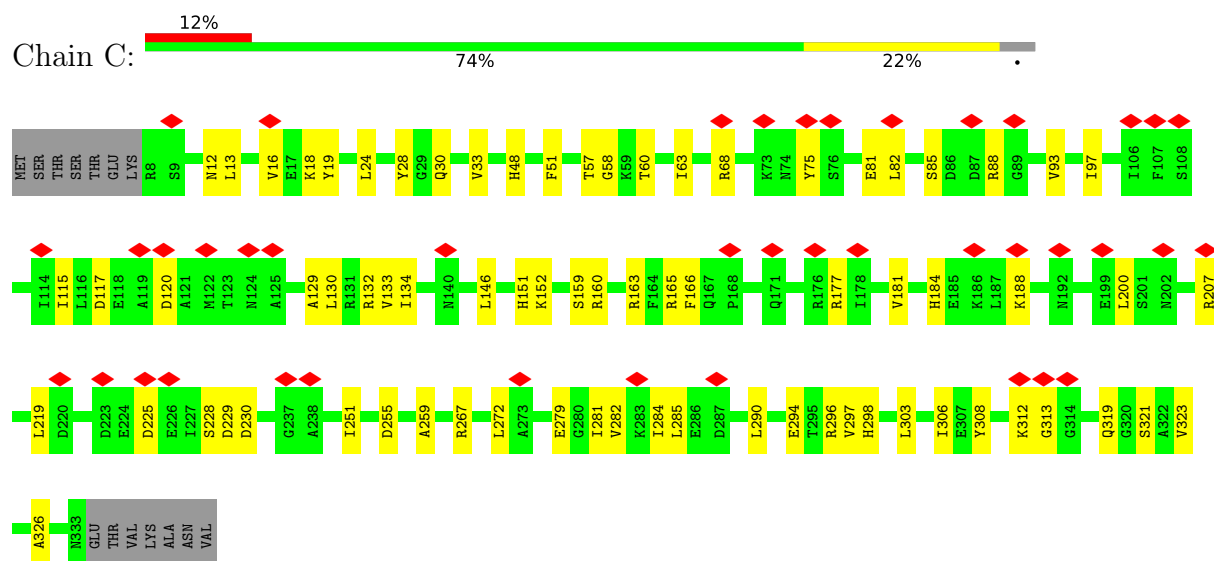 12%
Chain C:
74% 22% •
MET SER THR SER THR GLU LYS R8 S9 N12 L13 V16 E17 K18 Y19 L24 Y28 G29 Q30 V33 H48 F51 T57 G58 K59 T60 I63 R68 K73 N74 Y75 S76 E81 L82 S85 D86 D87 R88 G89 V93 I97 I106 F107 S108
I114 I115 L116 D117 E118 A119 D120 A121 M122 T123 N124 A125 A129 L130 R131 R132 V133 I134 N140 L146 H151 K152 S159 R160 R163 F164 R165 F166 Q167 P168 Q171 R176 R177 I178 V181 H184 E185 K186 L187 K188 N192 E199 L200 S201 N202 R207
L219 D220 D223 E224 D225 E226 I227 S228 D229 D230 G237 A238 I251 D255 A259 R267 L272 A273 E279 G280 I281 V282 K283 I284 L285 E286 D287 L290 E294 T295 R296 V297 H298 L303 I306 E307 Y308 K312 G313 G314 Q319 G320 S321 A322 V323
A326 N333 GLU THR VAL LYS ALA ASN VAL